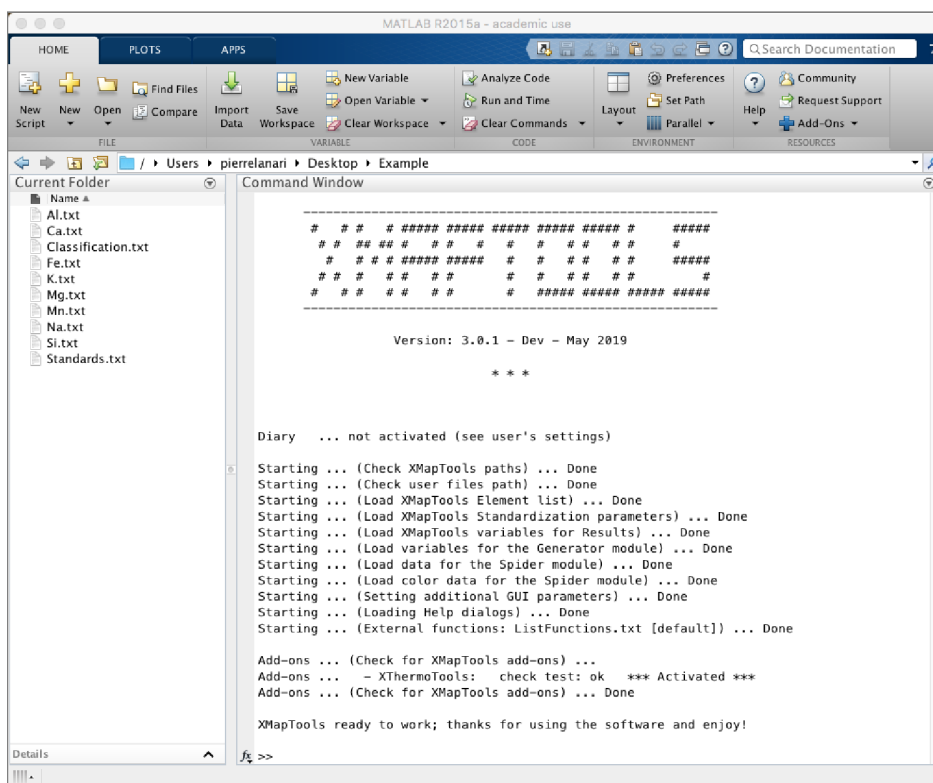 MATLAB R2015a - academic use
HOME PLOTS APPS Search Documentation
New Script New Open Find Files Compare Import Data Save Workspace New Variable Open Variable Clear Workspace Analyze Code Run and Time Clear Commands Layout Preferences Set Path Parallel Help Community Request Support Add-Ons
FILE VARIABLE CODE ENVIRONMENT RESOURCES
/ Users pierrelanari Desktop Example
Current Folder
Name
Al.txt
Ca.txt
Classification.txt
Fe.txt
K.txt
Mg.txt
Mn.txt
Na.txt
Si.txt
Standards.txt
Details
Command Window
XMAPTOOLS
Version: 3.0.1 - Dev - May 2019
* * *
Diary ... not activated (see user's settings)
Starting ... (Check XMapTools paths) ... Done
Starting ... (Check user files path) ... Done
Starting ... (Load XMapTools Element list) ... Done
Starting ... (Load XMapTools Standardization parameters) ... Done
Starting ... (Load XMapTools variables for Results) ... Done
Starting ... (Load variables for the Generator module) ... Done
Starting ... (Load data for the Spider module) ... Done
Starting ... (Load color data for the Spider module) ... Done
Starting ... (Setting additional GUI parameters) ... Done
Starting ... (Loading Help dialogs) ... Done
Starting ... (External functions: ListFunctions.txt [default]) ... Done
Add-ons ... (Check for XMapTools add-ons) ...
Add-ons ... - XThermoTools: check test: ok *** Activated ***
Add-ons ... (Check for XMapTools add-ons) ... Done
XMapTools ready to work; thanks for using the software and enjoy!
fx >>